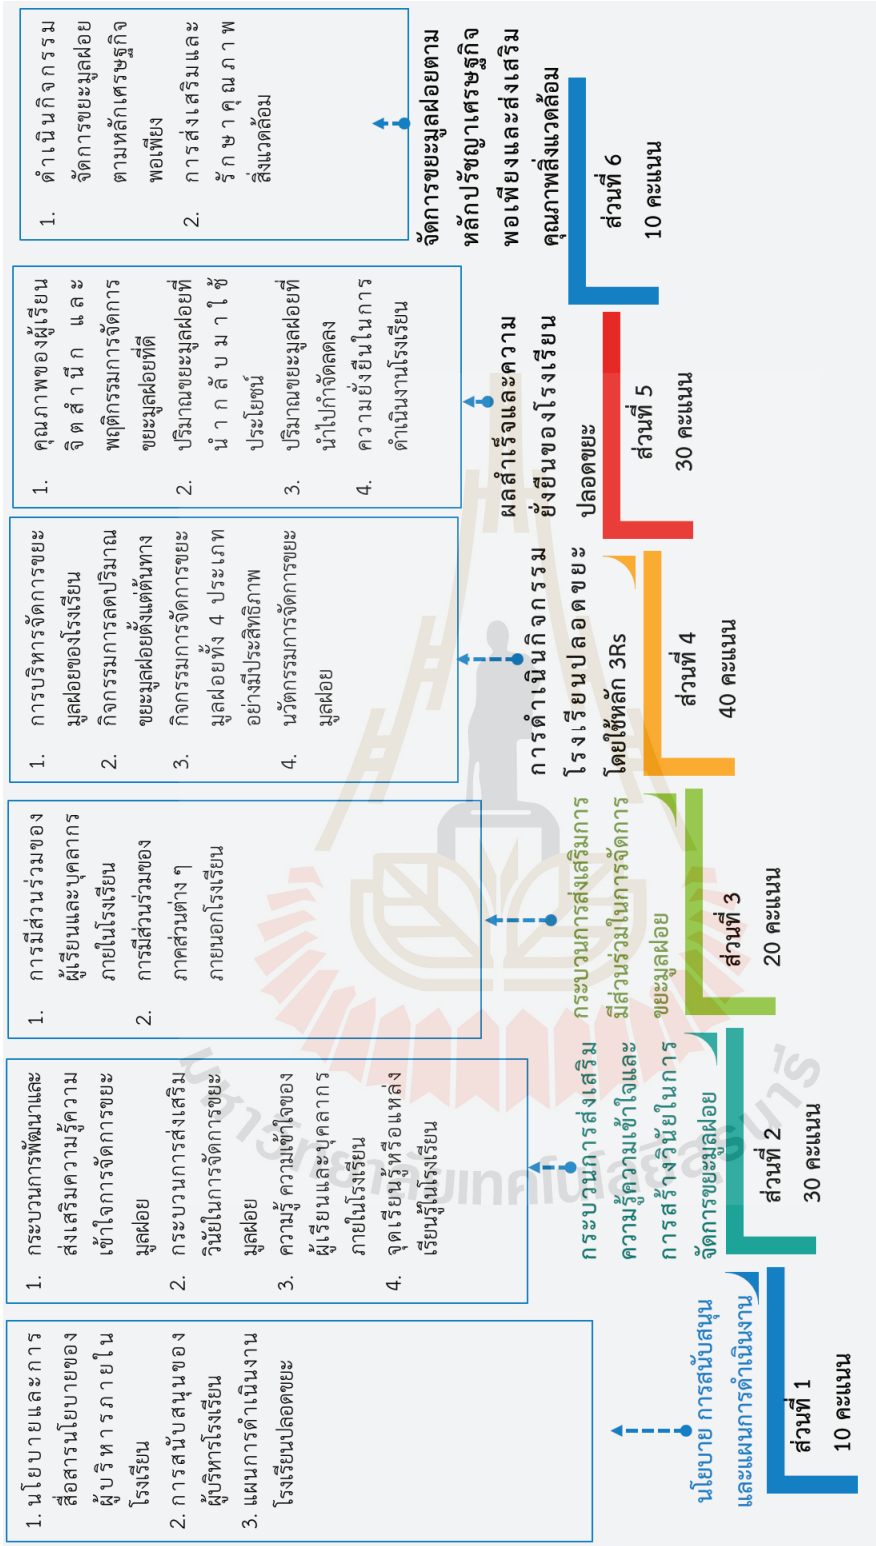 1. นโยบายและการ
สื่อสารนโยบายของ
ผู้บริหารภายใน
โรงเรียน
2. การสนับสนุนของ
ผู้บริหารโรงเรียน
3. แผนการดำเนินงาน
โรงเรียนปลอดขยะ
นโยบาย การสนับสนุน
และแผนการดำเนินงาน
ส่วนที่ 1
10 คะแนน
1. กระบวนการพัฒนาและ
ส่งเสริมความรู้ความ
เข้าใจการจัดการขยะ
มูลฝอย
2. กระบวนการส่งเสริม
วินัยในการจัดการขยะ
มูลฝอย
3. ความรู้ ความเข้าใจของ
ผู้เรียนและบุคลากร
ภายในโรงเรียน
4. จุดเรียนรู้หรือแหล่ง
เรียนรู้ในโรงเรียน
กระบวนการส่งเสริม
ความรู้ความเข้าใจและ
การสร้างวินัยในการ
จัดการขยะมูลฝอย
ส่วนที่ 2
30 คะแนน
1. การมีส่วนร่วมของ
ผู้เรียนและบุคลากร
ภายในโรงเรียน
2. การมีส่วนร่วมของ
ภาคส่วนต่าง ๆ
ภายนอกโรงเรียน
กระบวนการส่งเสริมการ
มีส่วนร่วมในการจัดการ
ขยะมูลฝอย
ส่วนที่ 3
20 คะแนน
1. การบริหารจัดการขยะ
มูลฝอยของโรงเรียน
2. กิจกรรมการลดปริมาณ
ขยะมูลฝอยตั้งแต่ต้นทาง
3. กิจกรรมการจัดการขยะ
มูลฝอยทั้ง 4 ประเภท
อย่างมีประสิทธิภาพ
4. นวัตกรรมการจัดการขยะ
มูลฝอย
การดำเนินกิจกรรม
โรงเรียนปลอดขยะ
โดยใช้หลัก 3Rs
ส่วนที่ 4
40 คะแนน
1. คุณภาพของผู้เรียน
จิตสำนึก และ
พฤติกรรมการจัดการ
ขยะมูลฝอยที่ดี
2. ปริมาณขยะมูลฝอยที่
นำกลับมาใช้
ประโยชน์
3. ปริมาณขยะมูลฝอยที่
นำไปกำจัดลดลง
4. ความยั่งยืนในการ
ดำเนินงานโรงเรียน
ผลสำเร็จและความ
ยั่งยืนของโรงเรียน
ปลอดขยะ
ส่วนที่ 5
30 คะแนน
1. ดำเนินกิจกรรม
จัดการขยะมูลฝอย
ตามหลักเศรษฐกิจ
พอเพียง
2. การส่งเสริมและ
รักษาคุณภาพ
สิ่งแวดล้อม
จัดการขยะมูลฝอยตาม
หลักปรัชญาเศรษฐกิจ
พอเพียงและส่งเสริม
คุณภาพสิ่งแวดล้อม
ส่วนที่ 6
10 คะแนน
มหาวิทยาลัยเทคโนโลยีสุรนารี